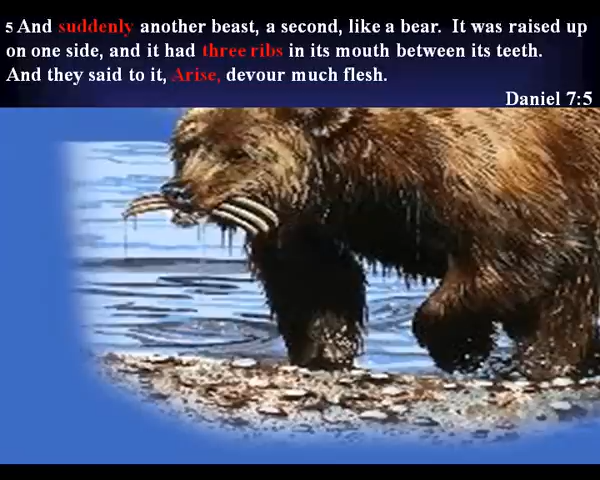 5 And suddenly another beast, a second, like a bear. It was raised up
on one side, and it had three ribs in its mouth between its teeth.
And they said to it, Arise, devour much flesh.
Daniel 7:5